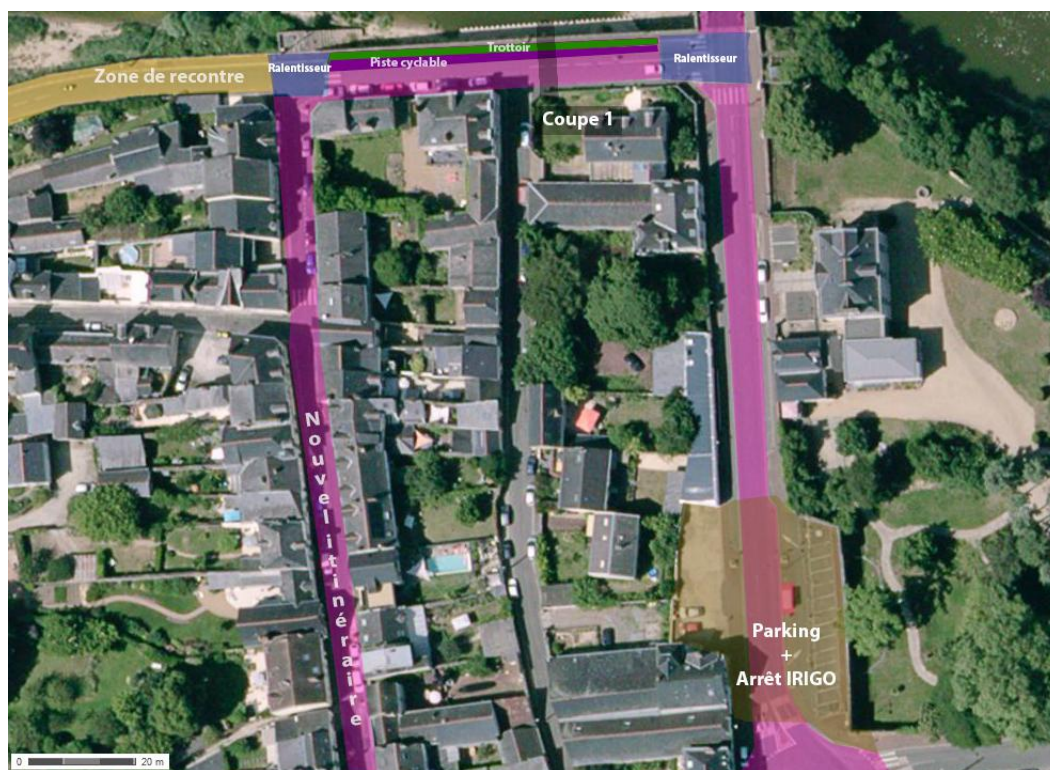 Trottoir
Piste cyclable
Ralentisseur
Ralentisseur
Zone de recontre
Coupe 1
Nouvel itinéraire
Parking
+
Arrêt IRIGO
0 20 m